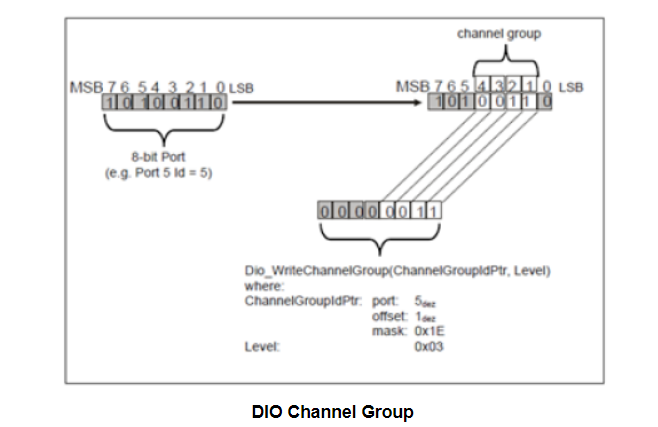 channel group
MSB 7 6 5 4 3 2 1 0 LSB
1 0 1 0 0 1 1 0
8-bit Port
(e.g. Port 5 Id = 5)
MSB 7 6 5 4 3 2 1 0 LSB
1 0 1 0 0 1 1 0
0 0 0 0 0 0 1 1
Dio_WriteChannelGroup(ChannelGroupIdPtr, Level)
where:
ChannelGroupIdPtr: port: 5dez
offset: 1dez
mask: 0x1E
Level: 0x03
DIO Channel Group